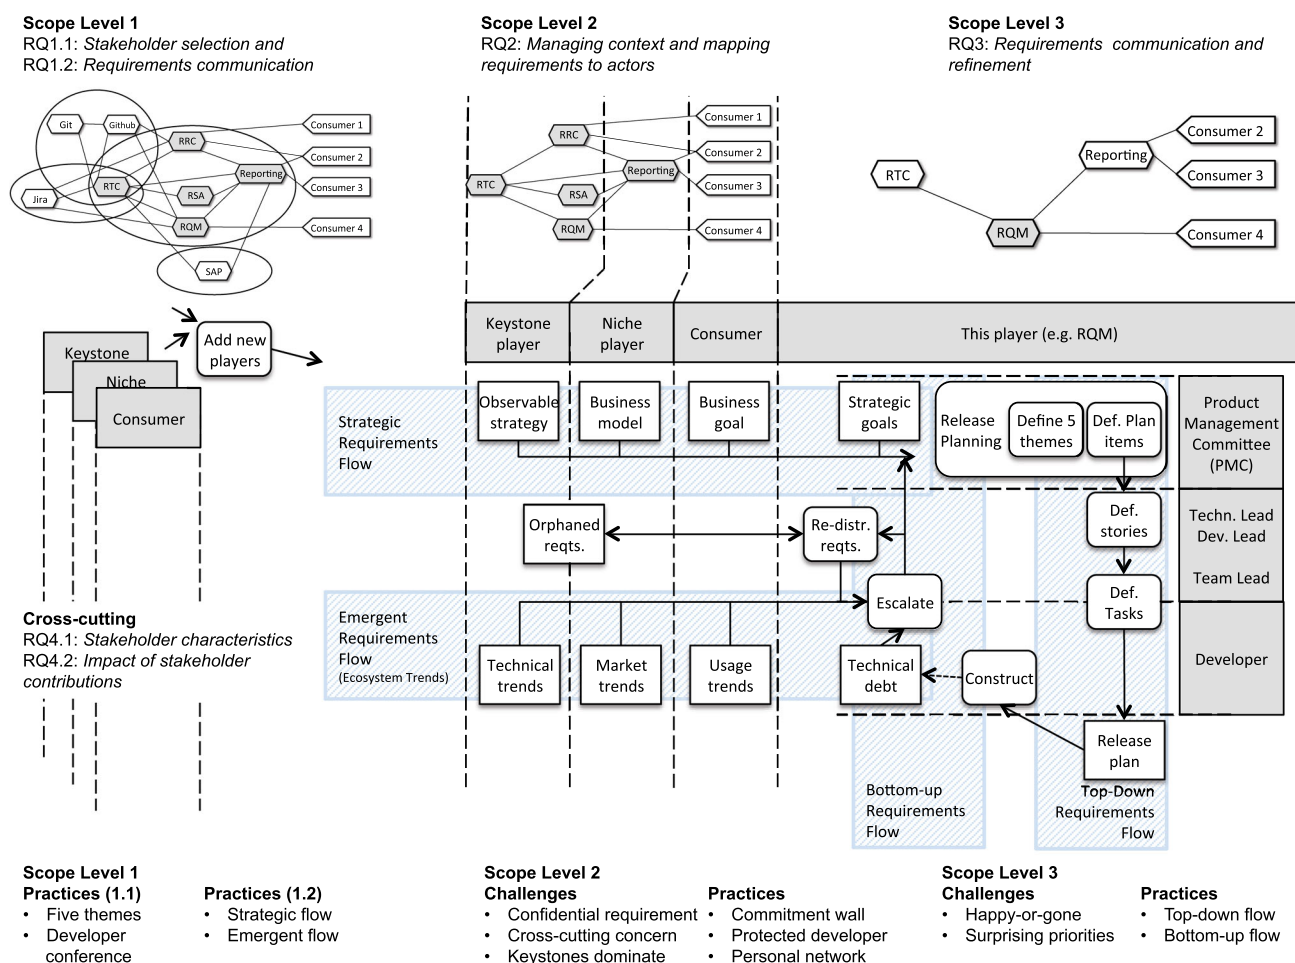 Scope Level 1
RQ1.1: Stakeholder selection and
RQ1.2: Requirements communication
Scope Level 2
RQ2: Managing context and mapping
requirements to actors
Scope Level 3
RQ3: Requirements communication and
refinement
Git
Github
RRC
RTC
Jira
RSA
Reporting
RQM
SAP
Consumer 1
Consumer 2
Consumer 3
Consumer 4
RRC
RTC
RSA
Reporting
RQM
Consumer 1
Consumer 2
Consumer 3
Consumer 4
RTC
Reporting
RQM
Consumer 2
Consumer 3
Consumer 4
Keystone
Niche
Consumer
Add new
players
Keystone
player
Niche
player
Consumer
This player (e.g. RQM)
Strategic
Requirements
Flow
Observable
strategy
Business
model
Business
goal
Strategic
goals
Release
Planning
Define 5
themes
Def. Plan
items
Product
Management
Committee
(PMC)
Orphaned
reqts.
Re-distr.
reqts.
Def.
stories
Techn. Lead
Dev. Lead
Team Lead
Cross-cutting
RQ4.1: Stakeholder characteristics
RQ4.2: Impact of stakeholder
contributions
Emergent
Requirements
Flow
(Ecosystem Trends)
Escalate
Def.
Tasks
Technical
trends
Market
trends
Usage
trends
Technical
debt
Construct
Developer
Release
plan
Bottom-up
Requirements
Flow
Top-Down
Requirements
Flow
Scope Level 1
Practices (1.1)
• Five themes
• Developer
conference
Practices (1.2)
• Strategic flow
• Emergent flow
Scope Level 2
Challenges
• Confidential requirement
• Cross-cutting concern
• Keystones dominate
Practices
• Commitment wall
• Protected developer
• Personal network
Scope Level 3
Challenges
• Happy-or-gone
• Surprising priorities
Practices
• Top-down flow
• Bottom-up flow